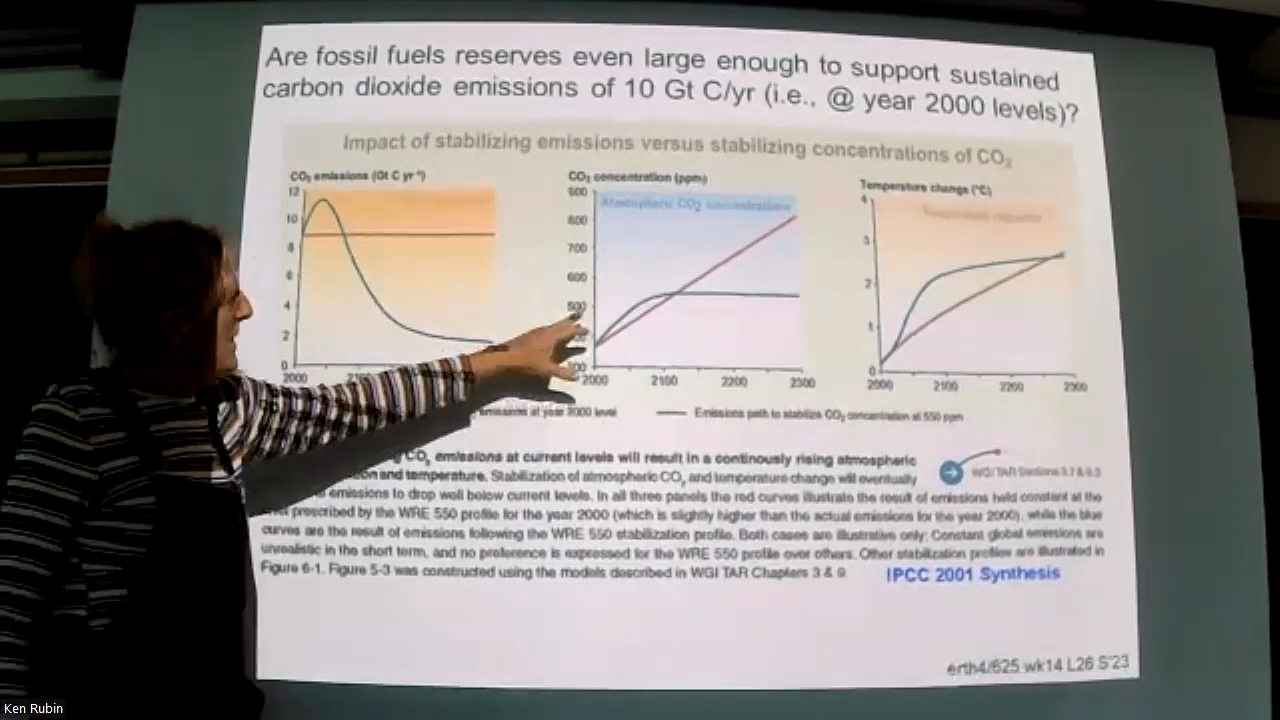 Are fossil fuels reserves even large enough to support sustained
carbon dioxide emissions of 10 Gt C/yr (i.e., @ year 2000 levels)?
Impact of stabilizing emissions versus stabilizing concentrations of CO₂
CO₂ emissions (Gt C yr⁻¹)
12
10
8
6
4
2
0
2000
CO₂ concentration (ppm)
Atmospheric CO₂ concentrations
800
700
600
500
2000
2100
2200
2300
Temperature change (°C)
Temperature response
4
3
2
1
0
2000
2100
2200
2300
emissions at year 2000 level
Emissions path to stabilize CO₂ concentration at 550 ppm
CO₂ emissions at current levels will result in a continously rising atmospheric
and temperature. Stabilization of atmospheric CO₂ and temperature change will eventually
emissions to drop well below current levels. In all three panels the red curves illustrate the result of emissions held constant at the
prescribed by the WRE 550 profile for the year 2000 (which is slightly higher than the actual emissions for the year 2000), while the blue
curves are the result of emissions following the WRE 550 stabilization profile. Both cases are illustrative only: Constant global emissions are
unrealistic in the short term, and no preference is expressed for the WRE 550 profile over others. Other stabilization profiles are illustrated in
Figure 6-1. Figure 5-3 was constructed using the models described in WGI TAR Chapters 3 & 9.
WGI TAR Sections 3.7 & 9.3
IPCC 2001 Synthesis
erth4/625 wk14 L26 S'23
Ken Rubin